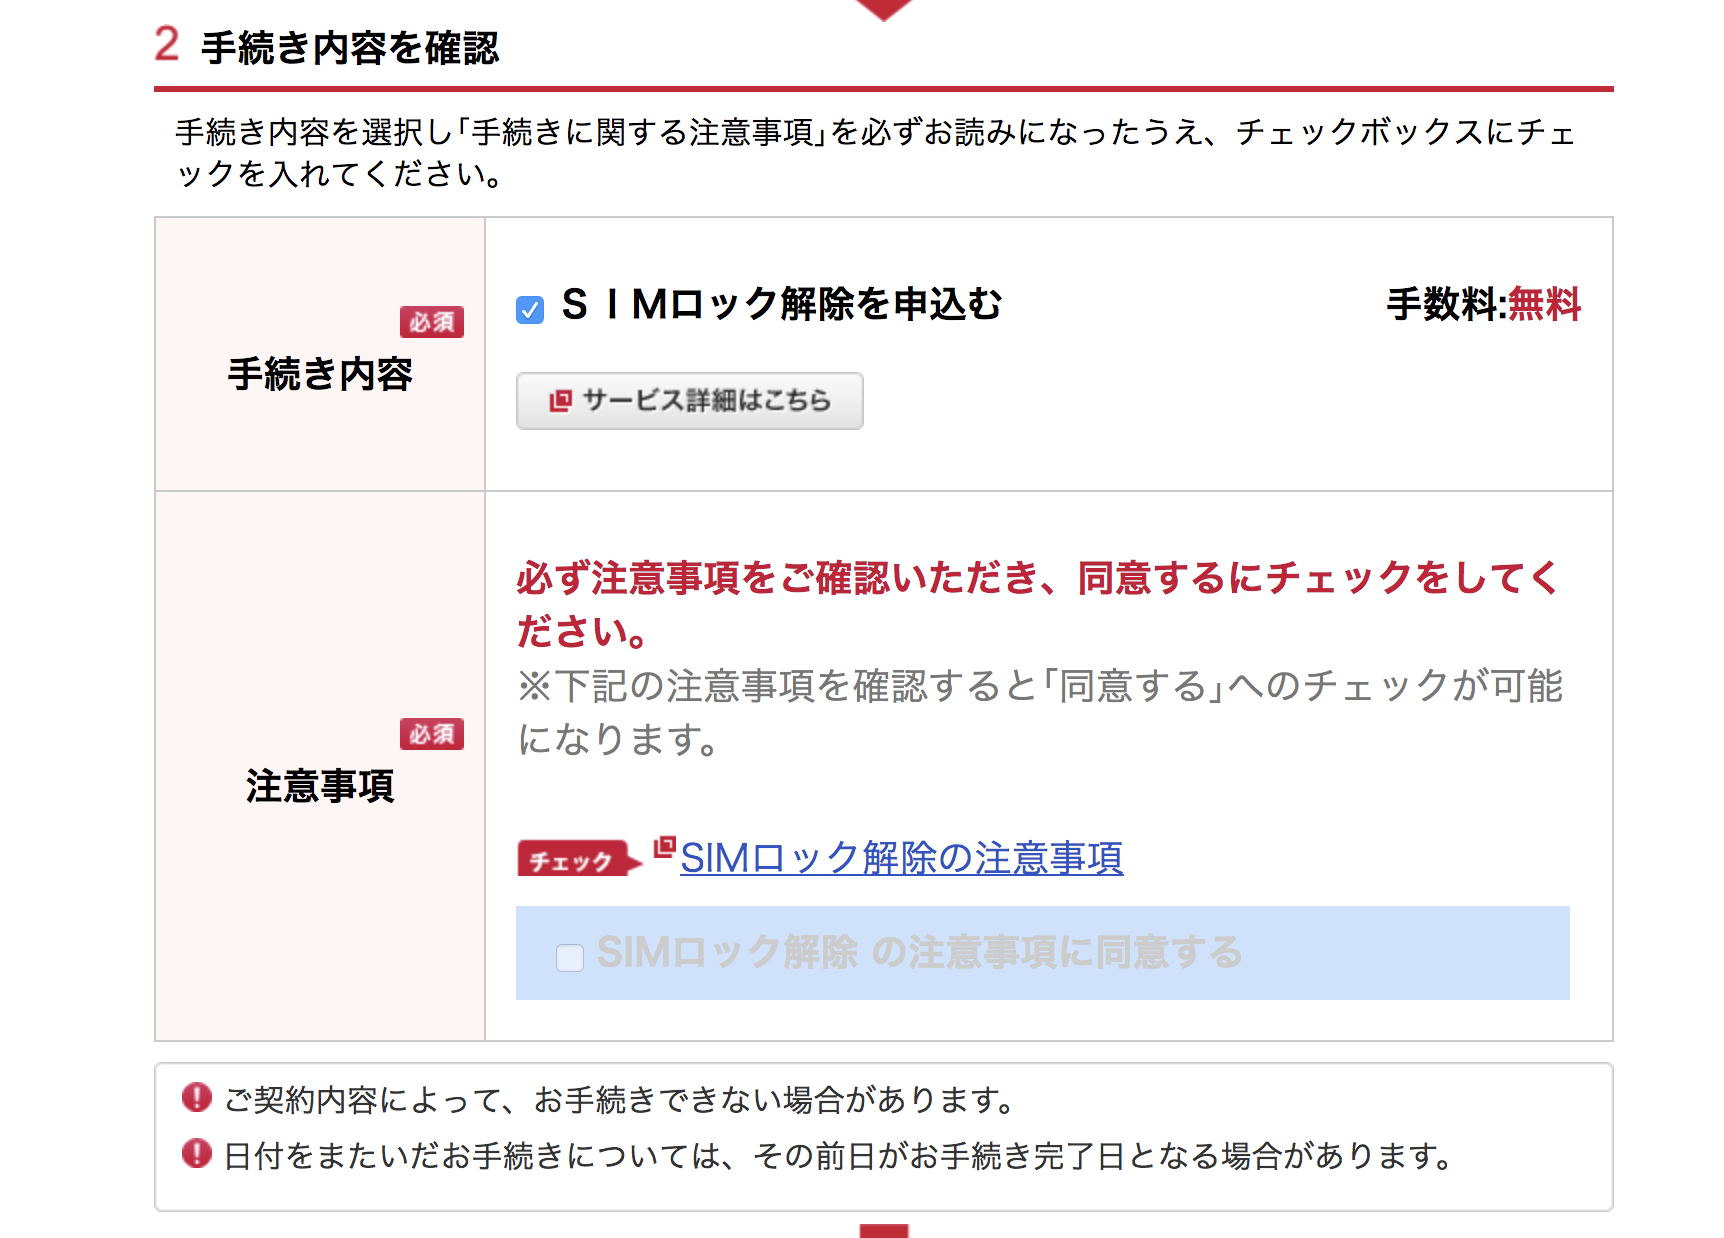 2 手続き内容を確認
手続き内容を選択し｢手続きに関する注意事項｣を必ずお読みになったうえ、チェックボックスにチェ
ックを入れてください。
必須
手続き内容
ＳＩＭロック解除を申込む
手数料:無料
サービス詳細はこちら
必須
注意事項
必ず注意事項をご確認いただき、同意するにチェックをしてく
ださい。
※下記の注意事項を確認すると｢同意する｣へのチェックが可能
になります。
チェック SIMロック解除の注意事項
SIMロック解除 の注意事項に同意する
ご契約内容によって、お手続きできない場合があります。
日付をまたいだお手続きについては、その前日がお手続き完了日となる場合があります。